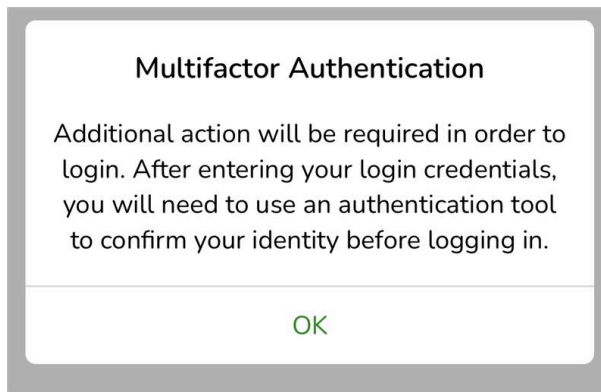 Multifactor Authentication
Additional action will be required in order to
login. After entering your login credentials,
you will need to use an authentication tool
to confirm your identity before logging in.
OK